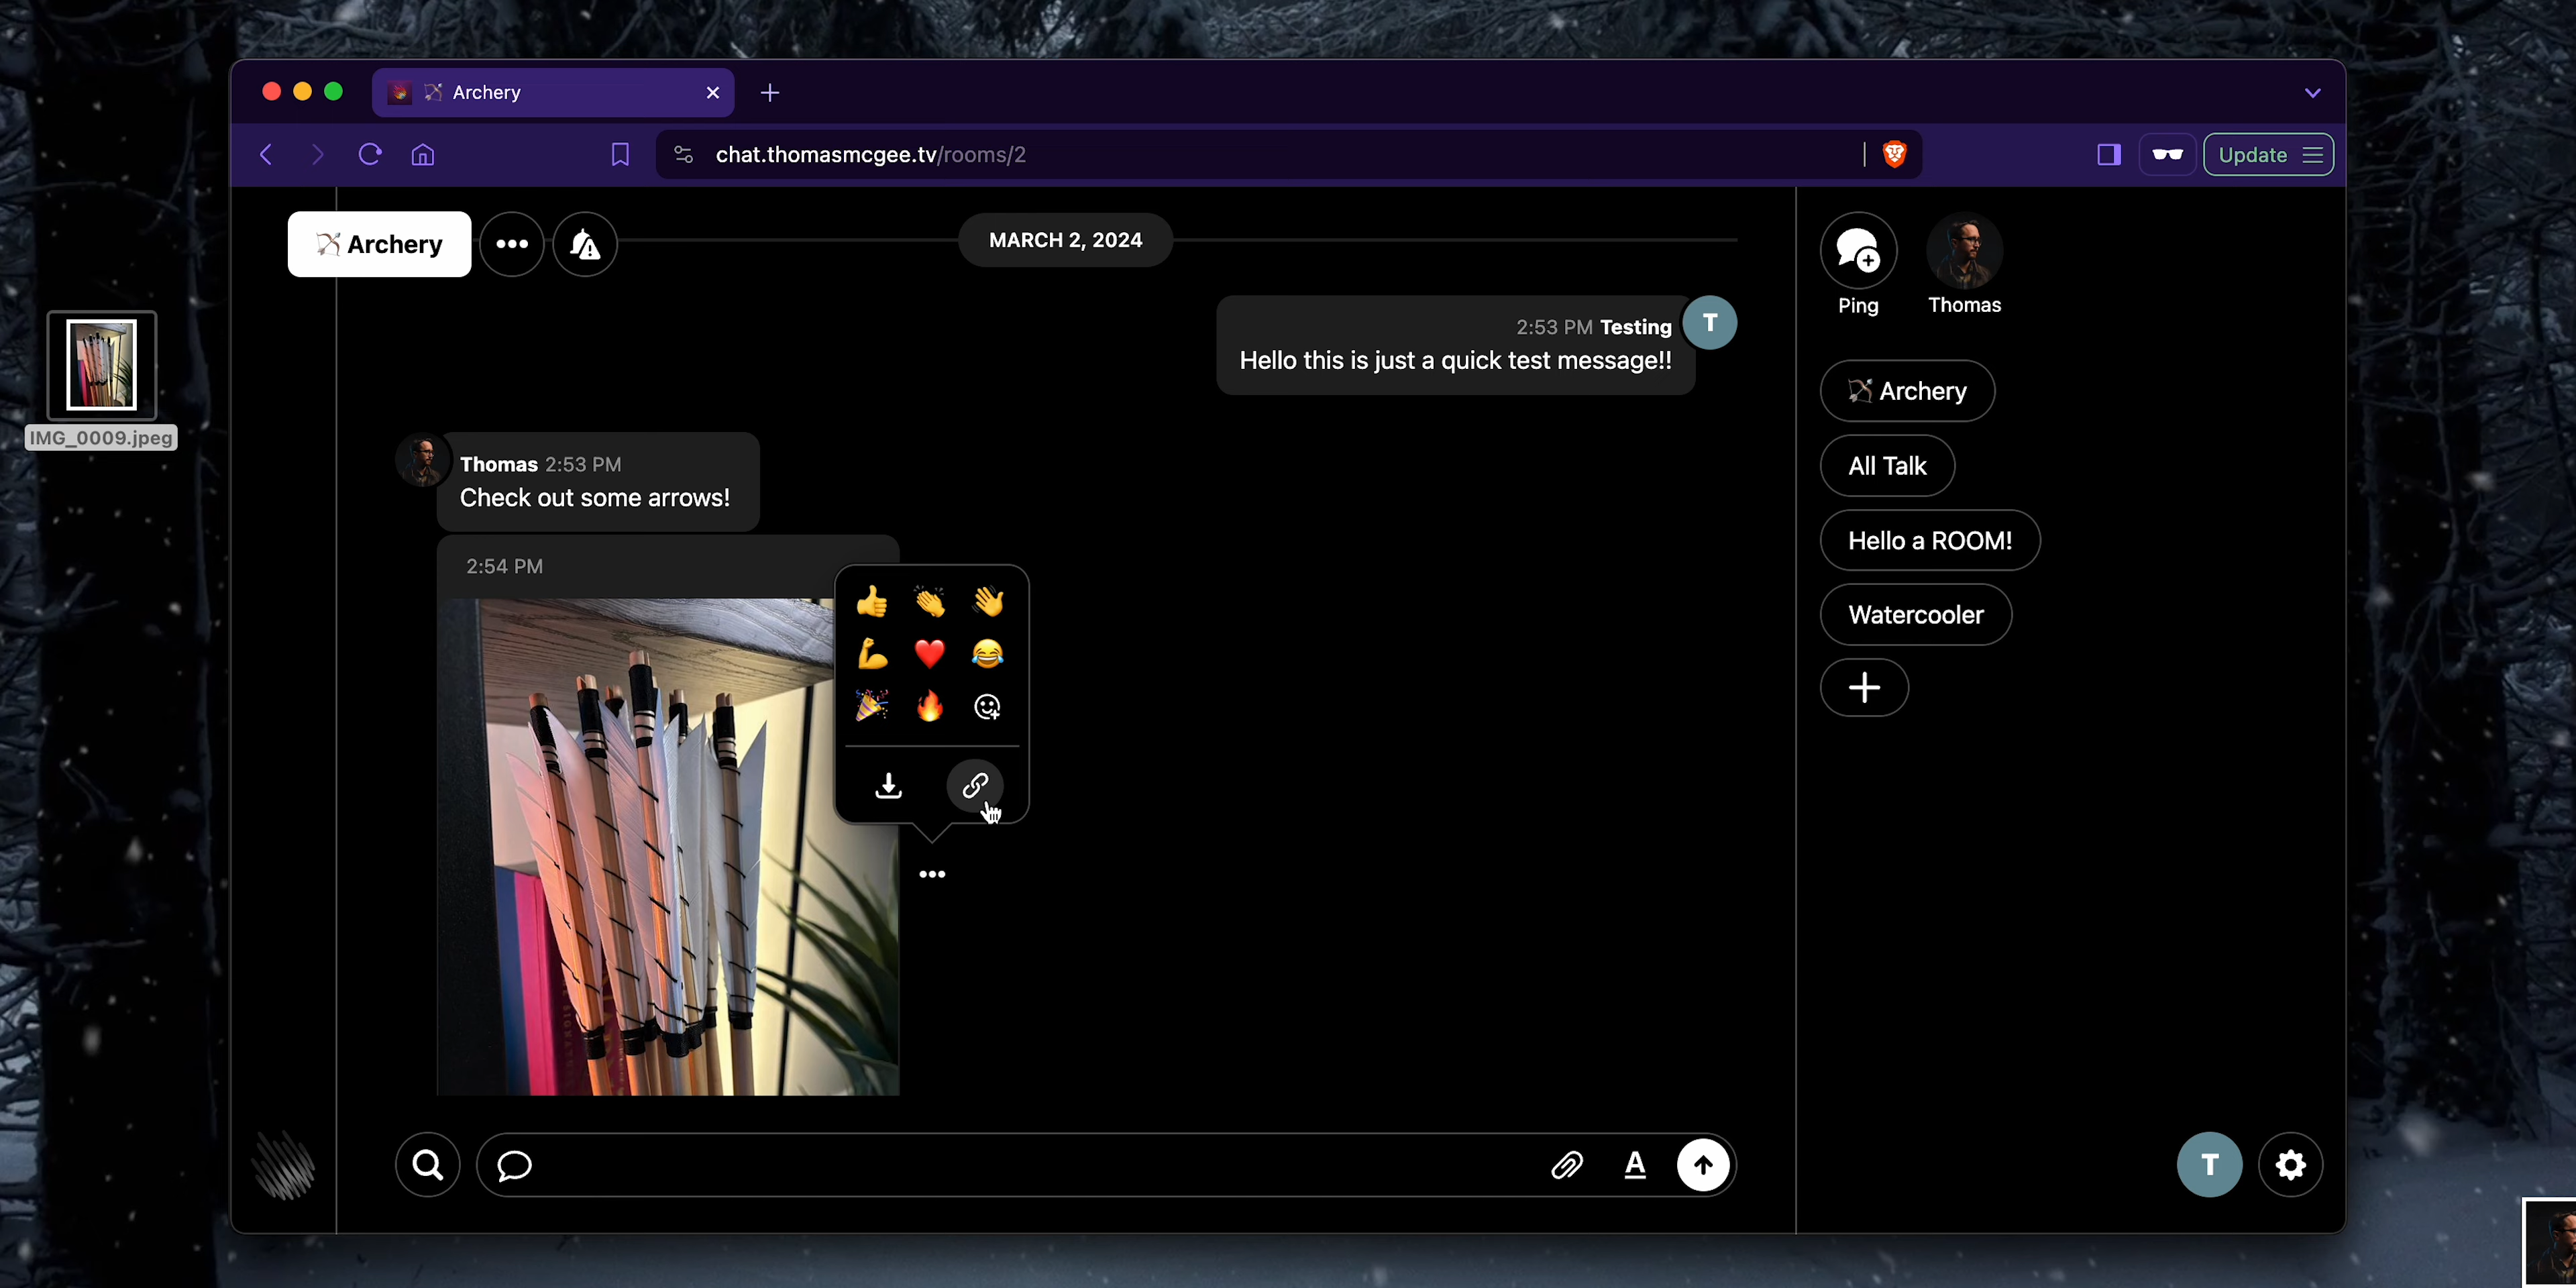 Archery
chat.thomasmcgee.tv/rooms/2
Update
IMG_0009.jpeg
Archery
MARCH 2, 2024
2:53 PM Testing
Hello this is just a quick test message!!
Thomas 2:53 PM
Check out some arrows!
2:54 PM
T
Ping
Thomas
Archery
All Talk
Hello a ROOM!
Watercooler
A
T